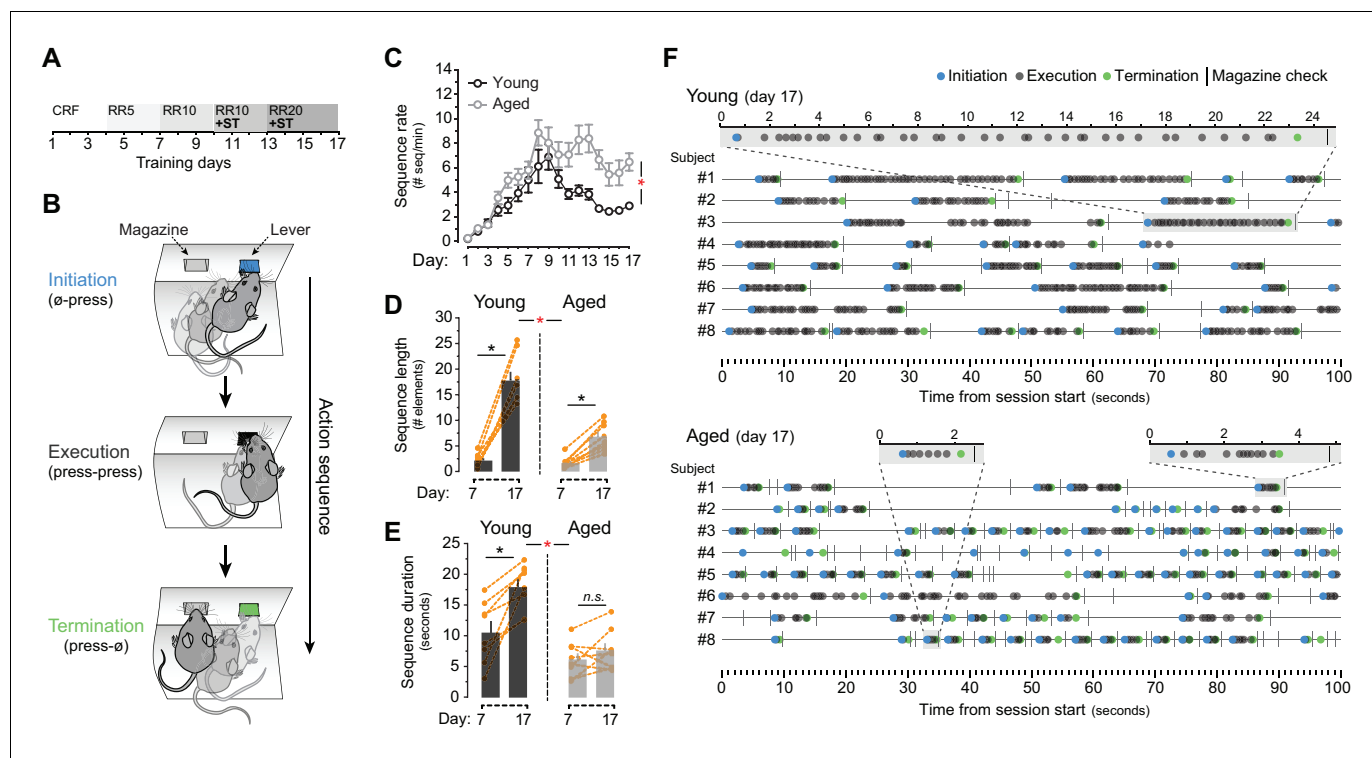 A
CRF RR5 RR10 RR10 RR20
+ST +ST
1 3 5 7 9 11 13 15 17
Training days
B
Magazine Lever
Initiation
(ø-press)
Execution
(press-press)
Termination
(press-ø)
Action sequence
C
Young
Aged
Sequence rate
(# seq/min)
14
12
10
8
6
4
2
0
*
Day: 1 3 5 7 9 11 13 15 17
D
Young * Aged
Sequence length
(# elements)
30
25
20
15
10
5
0
* *
Day: 7 17 7 17
E
Young * Aged
Sequence duration
(seconds)
25
20
15
10
5
0
* n.s.
Day: 7 17 7 17
F
Initiation Execution Termination Magazine check
Young (day 17)
0 2 4 6 8 10 12 14 16 18 20 22 24
Subject
#1
#2
#3
#4
#5
#6
#7
#8
0 10 20 30 40 50 60 70 80 90 100
Time from session start (seconds)
Aged (day 17)
0 2
0 2 4
Subject
#1
#2
#3
#4
#5
#6
#7
#8
0 10 20 30 40 50 60 70 80 90 100
Time from session start (seconds)